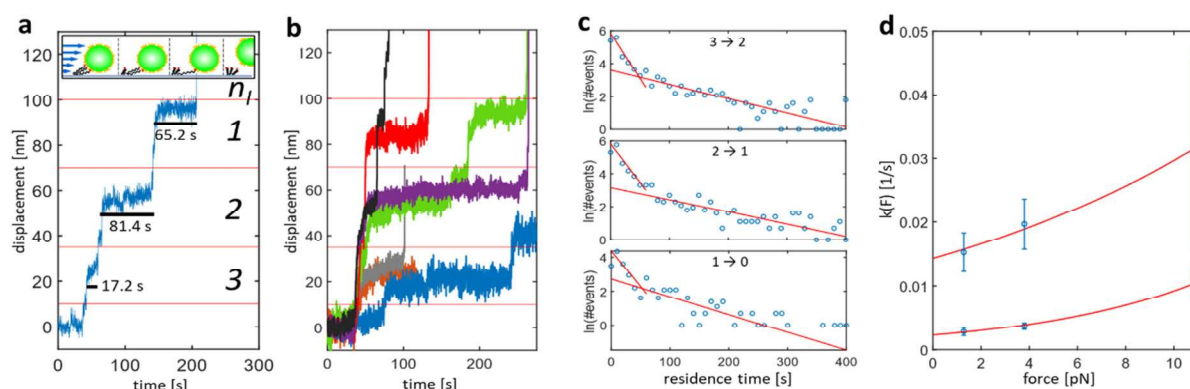 a
120
100
80
60
40
20
0
displacement [nm]
n_l
1
2
3
65.2 s
81.4 s
17.2 s
0 100 200 300
time [s]
b
120
100
80
60
40
20
0
displacement [nm]
0 100 200
time [s]
c
3 → 2
6
4
2
0
ln(#events)
2 → 1
6
4
2
0
ln(#events)
1 → 0
4
2
0
ln(#events)
0 100 200 300 400
residence time [s]
d
0.05
0.04
0.03
0.02
0.01
0
k(F) [1/s]
0 2 4 6 8 10
force [pN]